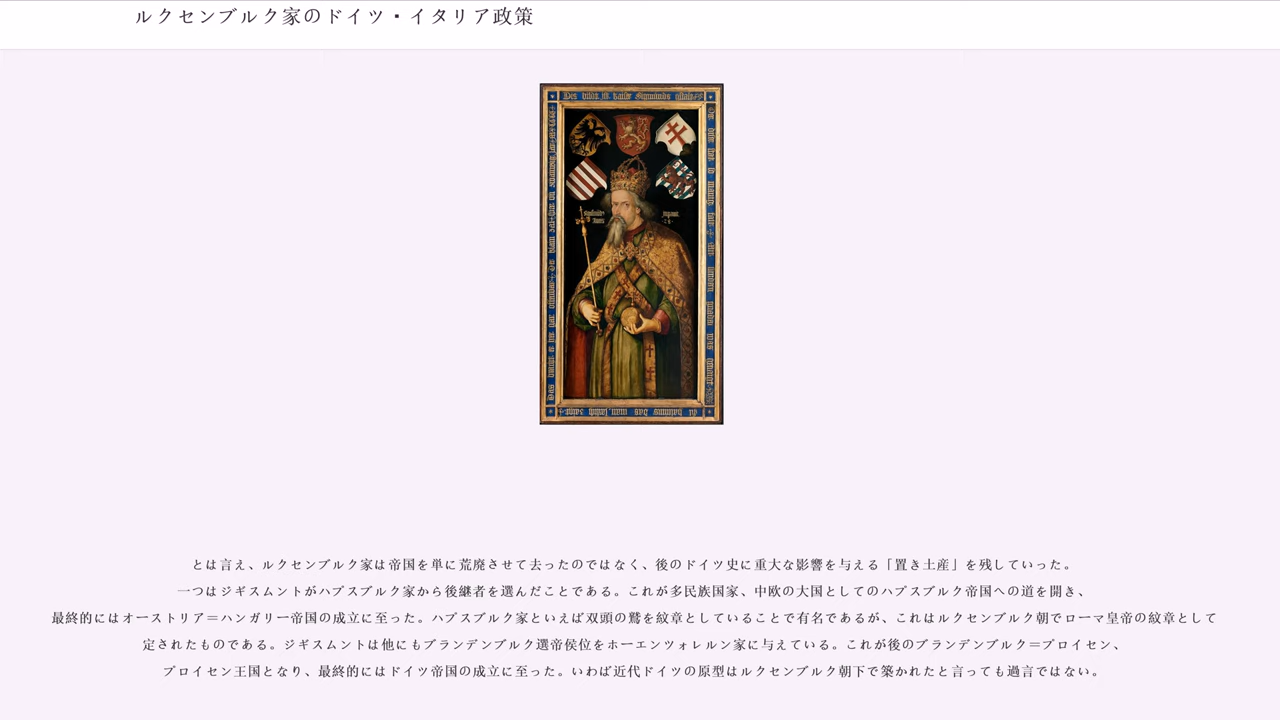 ルクセンブルク家のドイツ・イタリア政策
とは言え、ルクセンブルク家は帝国を単に荒廃させて去ったのではなく、後のドイツ史に重大な影響を与える「置き土産」を残していった。
一つはジギスムントがハプスブルク家から後継者を選んだことである。これが多民族国家、中欧の大国としてのハプスブルク帝国への道を開き、
最終的にはオーストリア＝ハンガリー帝国の成立に至った。ハプスブルク家といえば双頭の鷲を紋章としていることで有名であるが、これはルクセンブルク朝でローマ皇帝の紋章として
定されたものである。ジギスムントは他にもブランデンブルク選帝侯位をホーエンツォレルン家に与えている。これが後のブランデンブルク＝プロイセン、
プロイセン王国となり、最終的にはドイツ帝国の成立に至った。いわば近代ドイツの原型はルクセンブルク朝下で築かれたと言っても過言ではない。